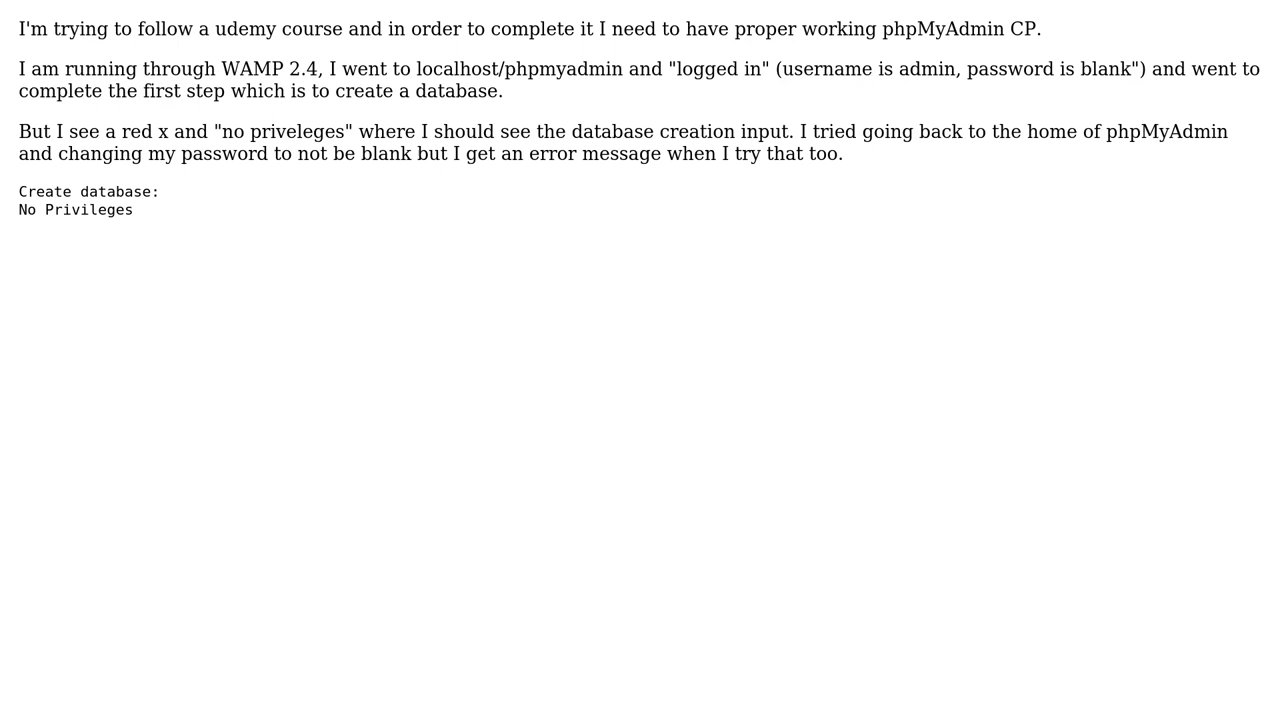 I'm trying to follow a udemy course and in order to complete it I need to have proper working phpMyAdmin CP.
I am running through WAMP 2.4, I went to localhost/phpmyadmin and "logged in" (username is admin, password is blank") and went to
complete the first step which is to create a database.
But I see a red x and "no priveleges" where I should see the database creation input. I tried going back to the home of phpMyAdmin
and changing my password to not be blank but I get an error message when I try that too.
Create database:
No Privileges